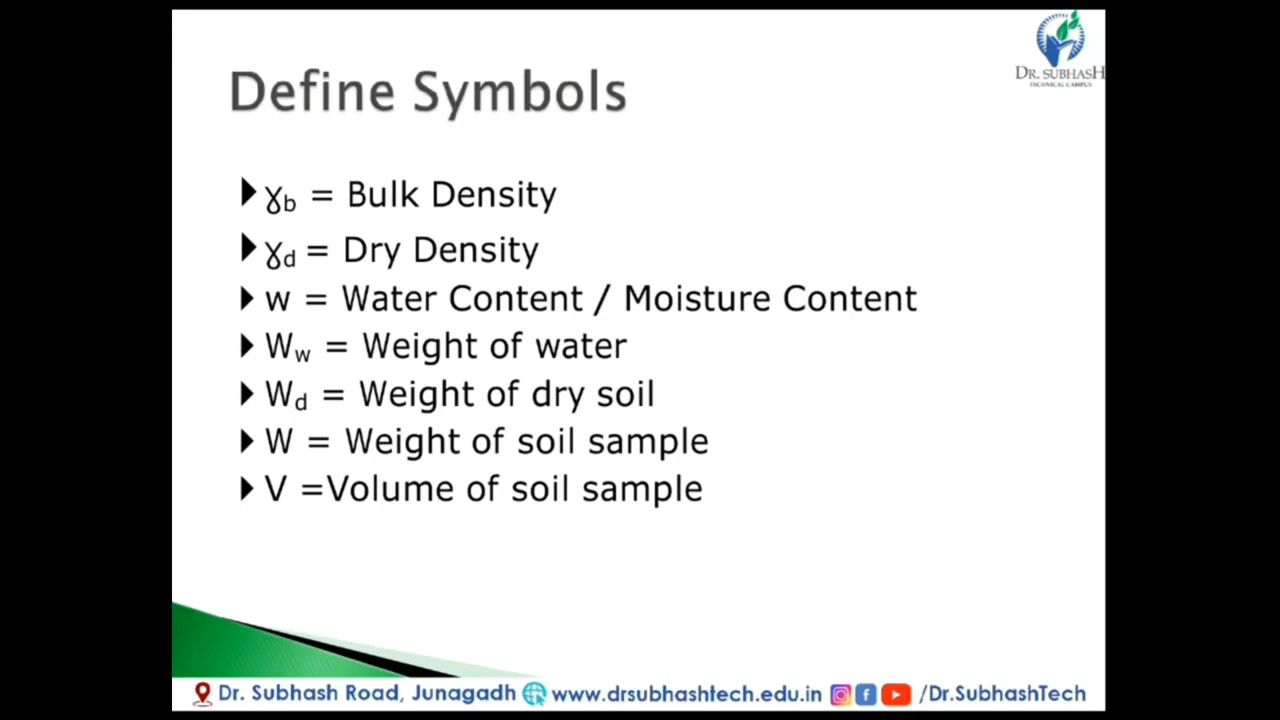 DR. SUBHASH
TECHNICAL CAMPUS
Define Symbols
ɣb = Bulk Density
ɣd = Dry Density
w = Water Content / Moisture Content
Ww = Weight of water
Wd = Weight of dry soil
W = Weight of soil sample
V =Volume of soil sample
Dr. Subhash Road, Junagadh www.drsubhashtech.edu.in /Dr.SubhashTech